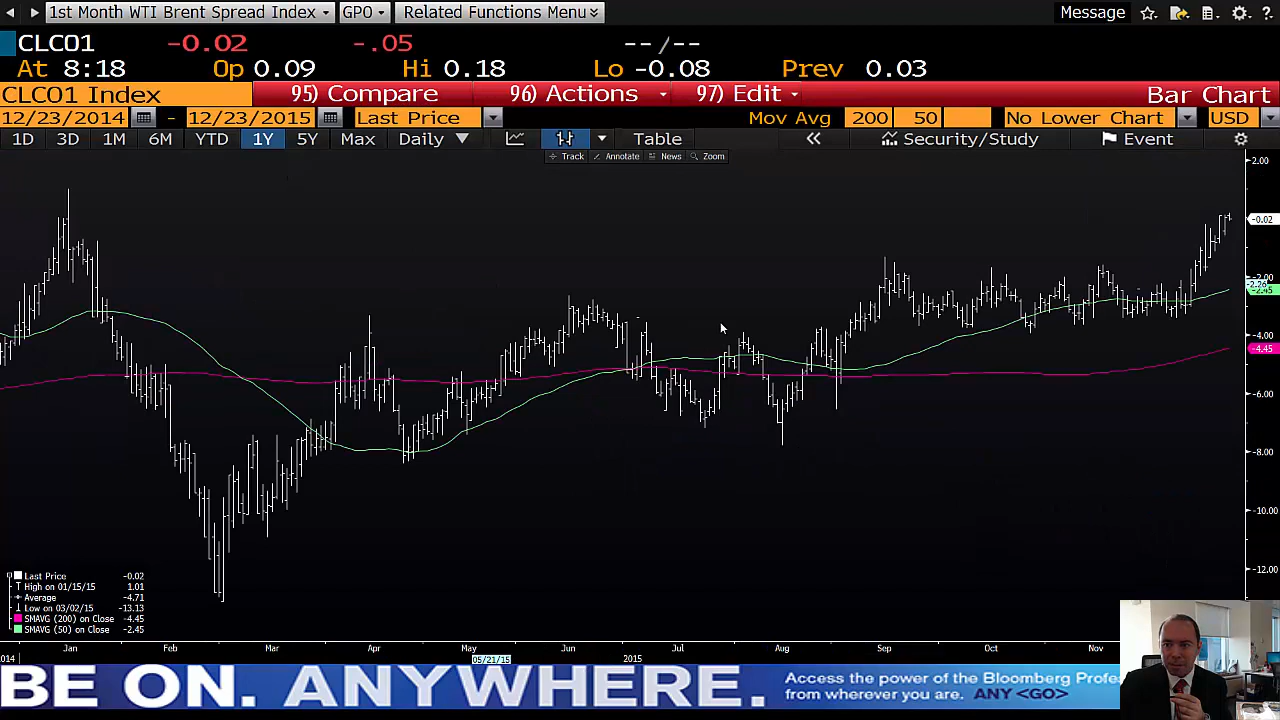 1st Month WTI Brent Spread Index GPO Related Functions Menu Message
CLCO1 -0.02 -.05 --/--
At 8:18 Op 0.09 Hi 0.18 Lo -0.08 Prev 0.03
CLCO1 Index 95) Compare 96) Actions 97) Edit Bar Chart
12/23/2014 - 12/23/2015 Last Price Mov Avg 200 50 No Lower Chart USD
1D 3D 1M 6M YTD 1Y 5Y Max Daily Table Security/Study Event
Track Annotate News Zoom
2.00
-0.02
-2.00
-2.45
-4.00
-4.45
-6.00
-8.00
-10.00
-12.00
Last Price -0.02
High on 01/15/15 1.01
Average -4.71
Low on 03/02/15 -13.13
SMAVG (200) on Close -4.45
SMAVG (50) on Close -2.45
Jan Feb Mar Apr May Jun Jul Aug Sep Oct Nov
2014 05/21/15 2015
BE ON. ANYWHERE.
Access the power of the Bloomberg Profe
from wherever you are. ANY <GO>